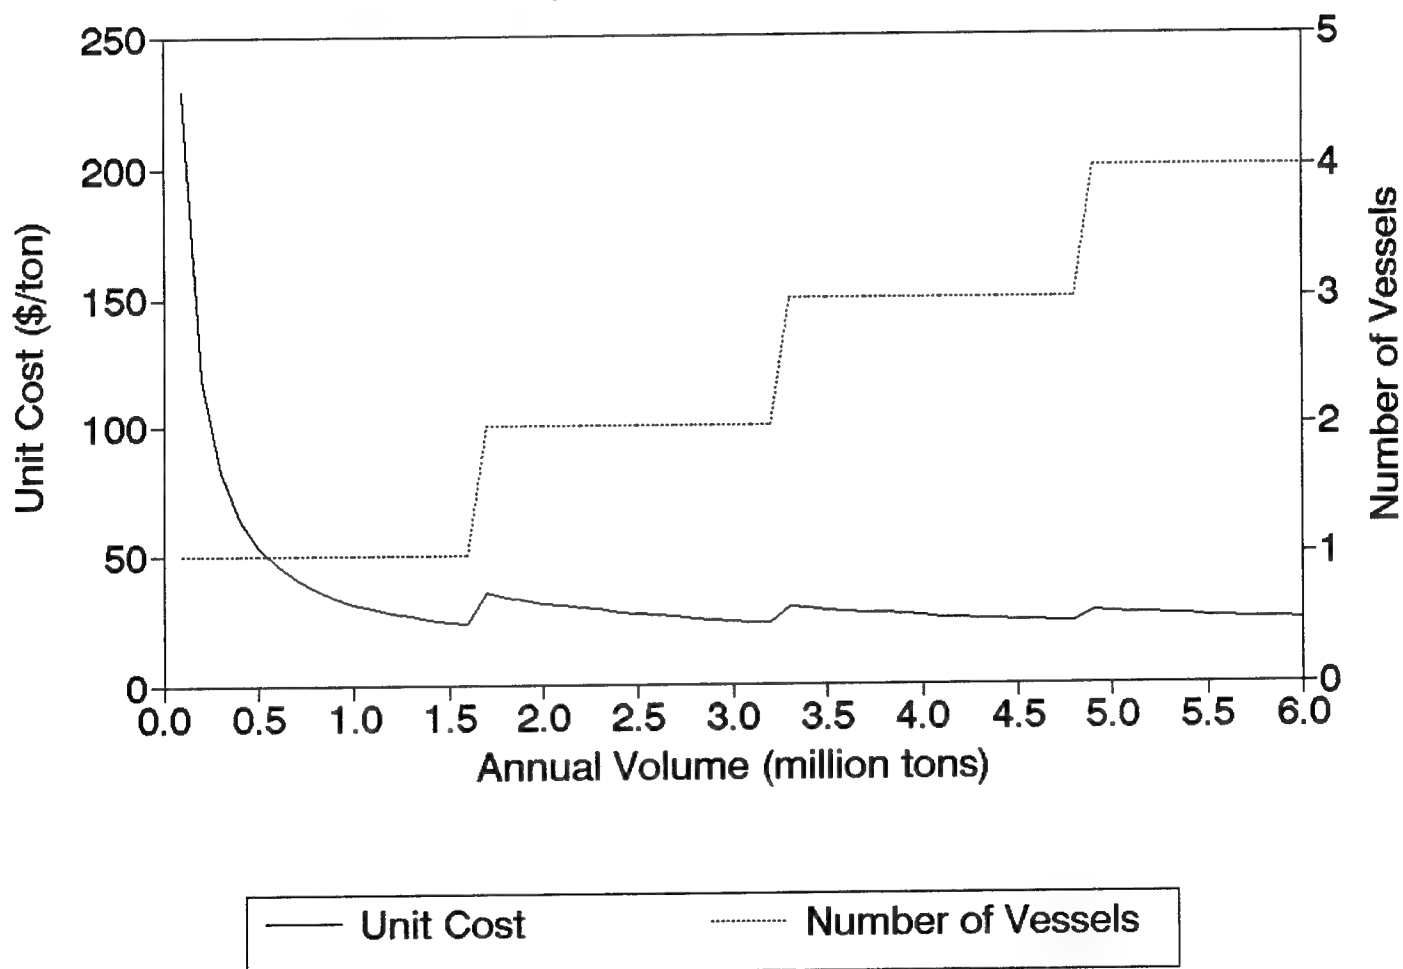 250
200
150
100
50
0
Unit Cost ($/ton)
5
4
3
2
1
0
Number of Vessels
0.0 0.5 1.0 1.5 2.0 2.5 3.0 3.5 4.0 4.5 5.0 5.5 6.0
Annual Volume (million tons)
Unit Cost Number of Vessels